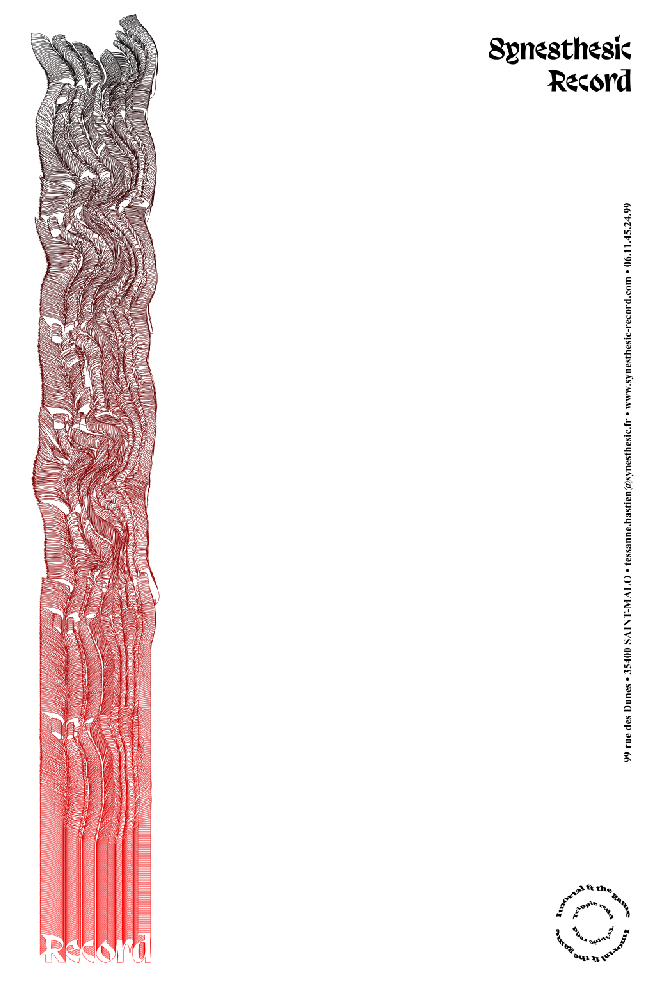 Synesthesic
Record
99 rue des Dunes • 35400 SAINT-MALO • tessanne.bastien@synesthesic.fr • www.synesthesic-record.com • 06.11.45.24.99
Record